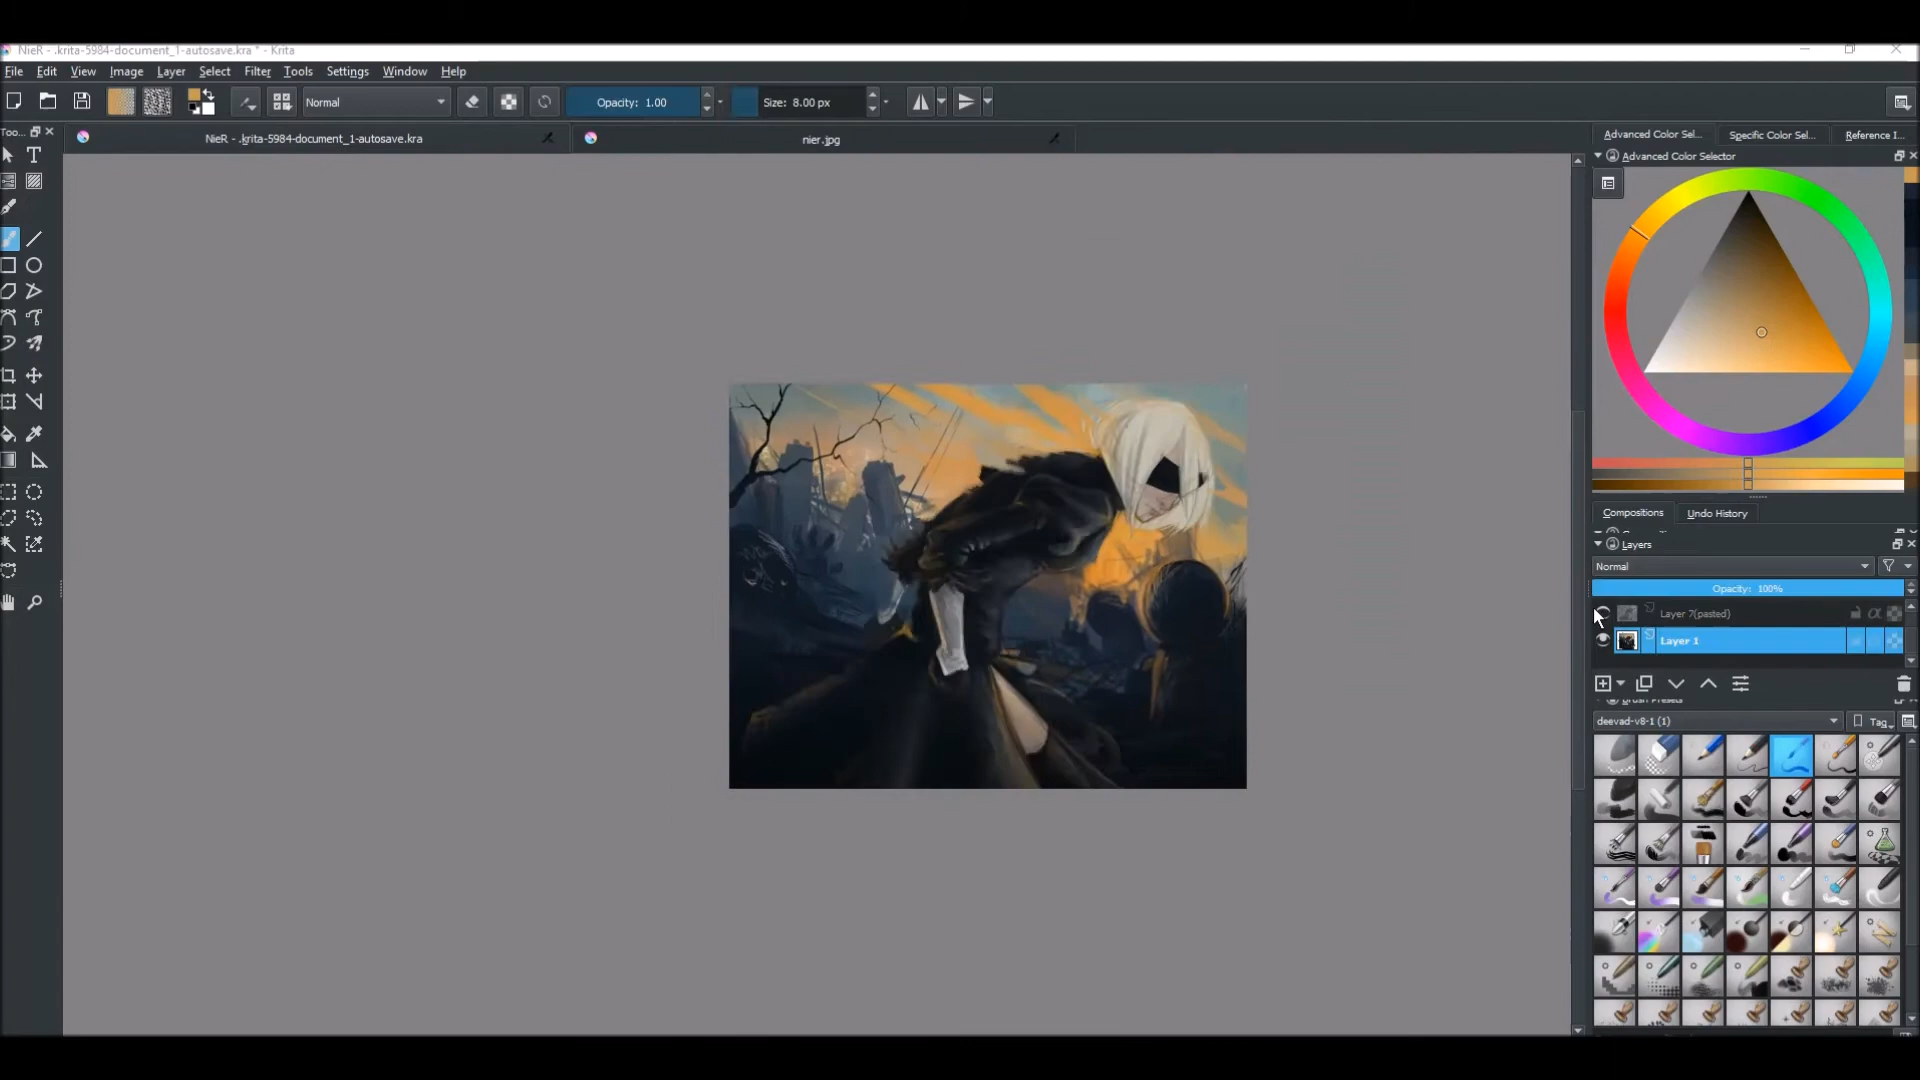 NieR - .krita-5984-document_1-autosave.kra * - Krita
File Edit View Image Layer Select Filter Tools Settings Window Help
Normal Opacity: 1.00 Size: 8.00 px
Too...
NieR - .krita-5984-document_1-autosave.kra
nier.jpg
Advanced Color Sel... Specific Color Sel... Reference I...
Advanced Color Selector
Compositions Undo History
Layers
Normal
Opacity: 100%
Layer 7(pasted)
Layer 1
Brush Presets
deevad-v8-1 (1) Tag